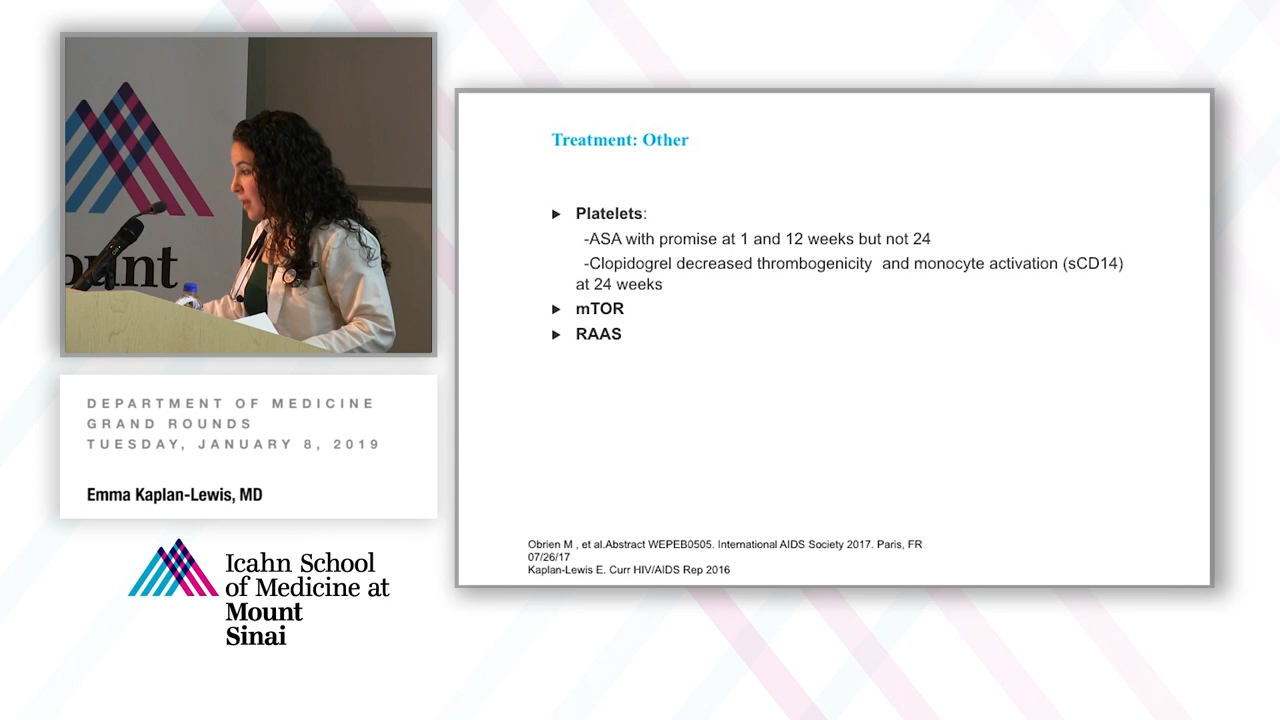 ount
DEPARTMENT OF MEDICINE
GRAND ROUNDS
TUESDAY, JANUARY 8, 2019
Emma Kaplan-Lewis, MD
Icahn School
of Medicine at
Mount
Sinai
Treatment: Other
Platelets:
-ASA with promise at 1 and 12 weeks but not 24
-Clopidogrel decreased thrombogenicity and monocyte activation (sCD14)
at 24 weeks
mTOR
RAAS
Obrien M , et al.Abstract WEPEB0505. International AIDS Society 2017. Paris, FR
07/26/17
Kaplan-Lewis E. Curr HIV/AIDS Rep 2016